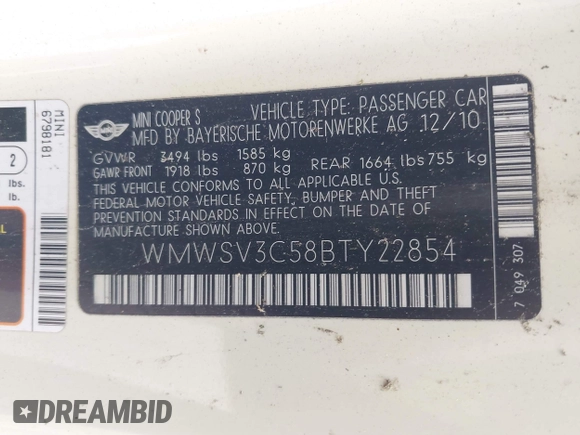 MINI COOPER S VEHICLE TYPE: PASSENGER CAR
MFD BY BAYERISCHE MOTORENWERKE AG 12/10
GVWR 3494 lbs 1585 kg
GAWR FRONT 1918 lbs 870 kg REAR 1664 lbs 755 kg
THIS VEHICLE CONFORMS TO ALL APPLICABLE U.S.
FEDERAL MOTOR VEHICLE SAFETY, BUMPER AND THEFT
PREVENTION STANDARDS IN EFFECT ON THE DATE
OF MANUFACTURE SHOWN ABOVE.
WMWSV3C58BTY22854
7 049 307
MINI
6798181
2
lbs.
lbs.
DREAMBID